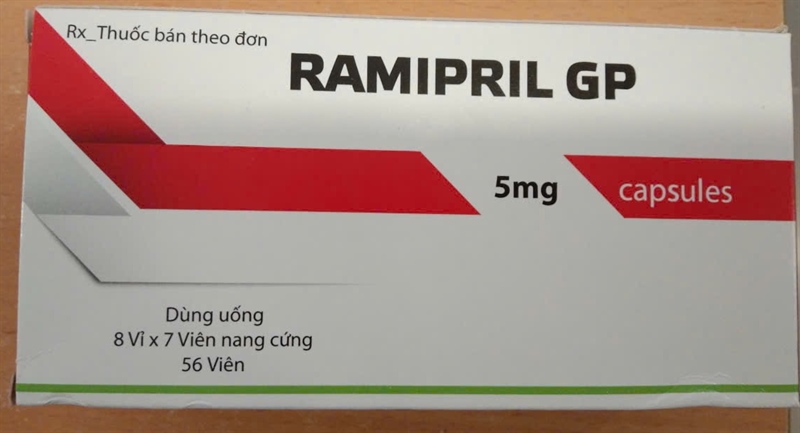 Rx_Thuốc bán theo đơn
RAMIPRIL GP
5mg capsules
Dùng uống
8 Vỉ x 7 Viên nang cứng
56 Viên